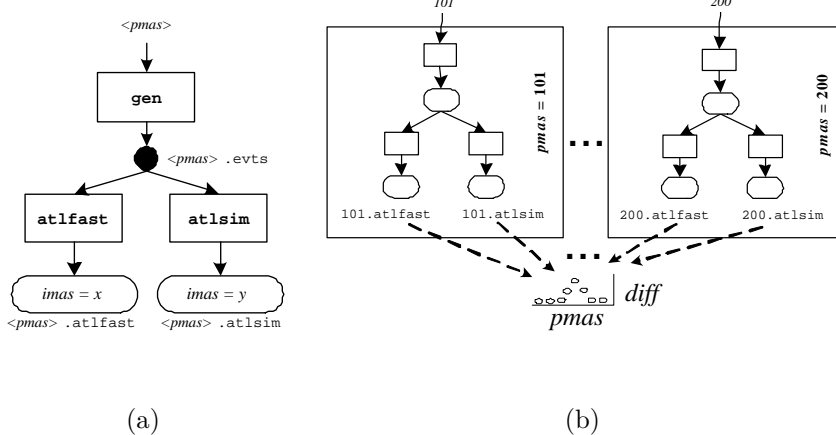 <pmas>
gen
<pmas> .evts
atlfast
atlsim
imas = x
imas = y
<pmas> .atlfast
<pmas> .atlsim
(a)
101
pmas = 101
101.atlfast
101.atlsim
...
200
pmas = 200
200.atlfast
200.atlsim
...
diff
pmas
(b)